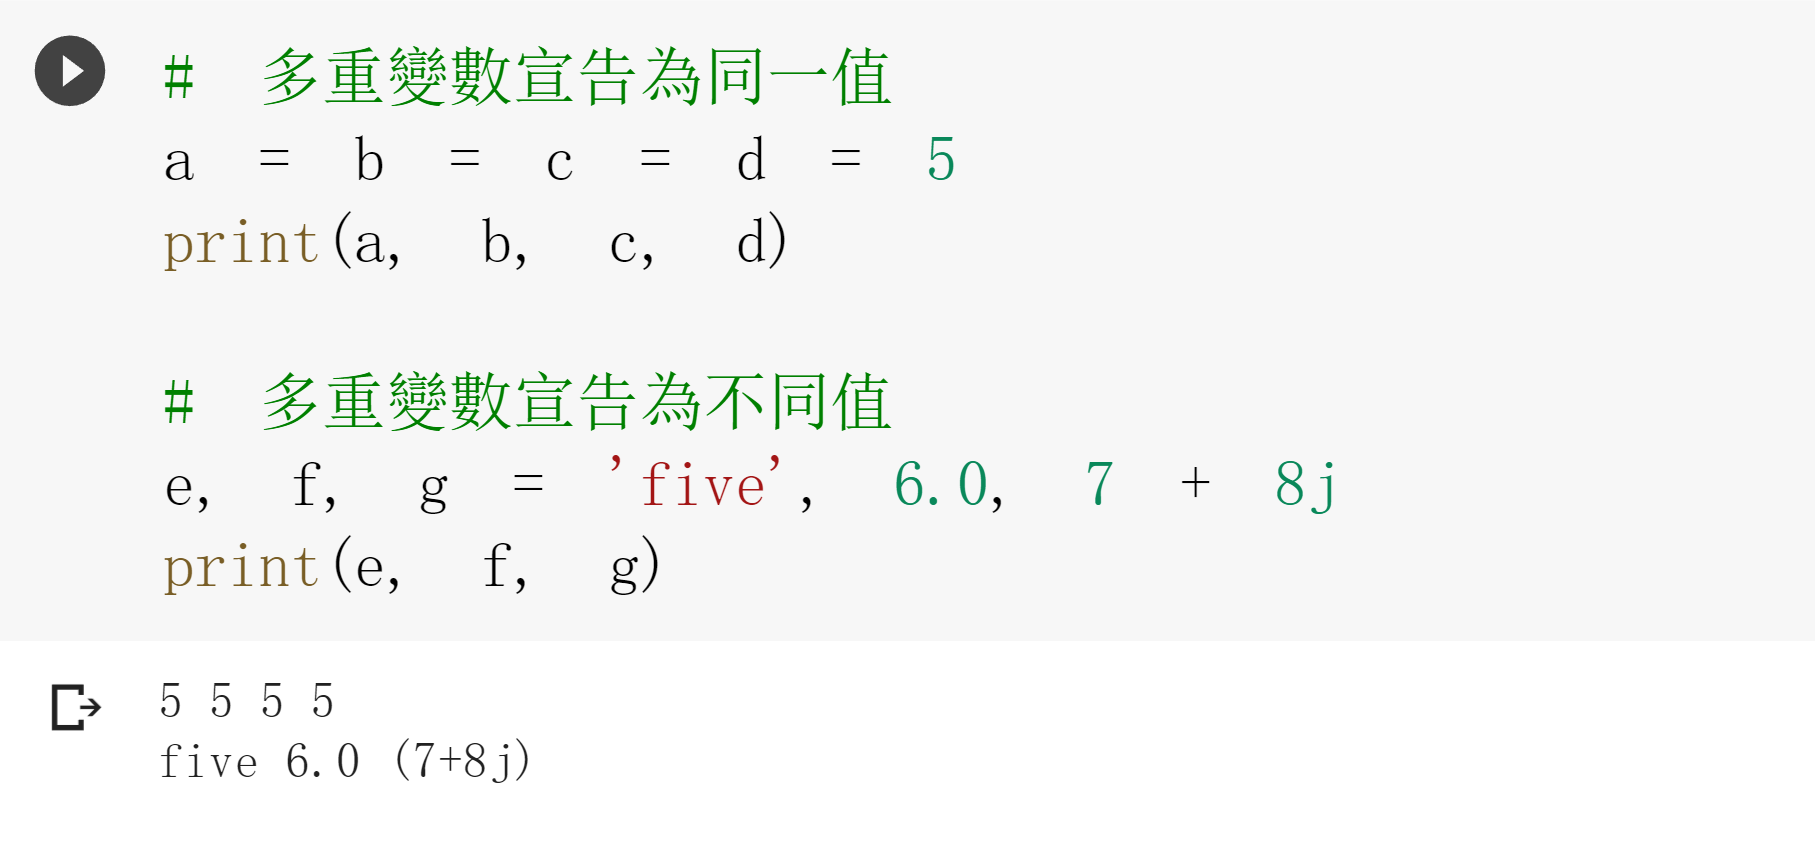 # 多重變數宣告為同一值
a = b = c = d = 5
print(a, b, c, d)
# 多重變數宣告為不同值
e, f, g = 'five', 6.0, 7 + 8j
print(e, f, g)
5 5 5 5
five 6.0 (7+8j)